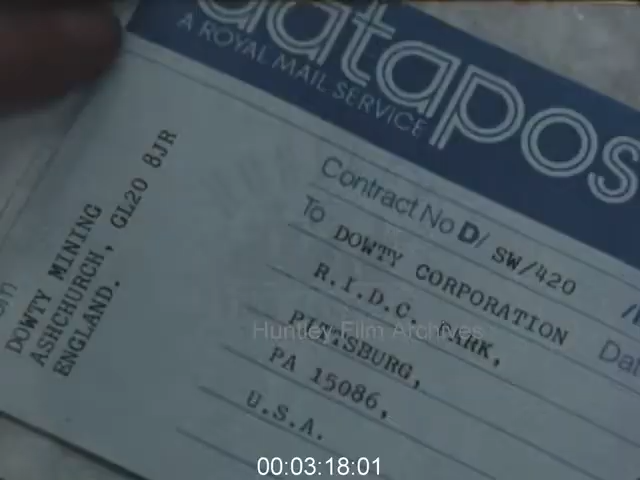 datapos
A ROYAL MAIL SERVICE
Contract No D/ SW/420
To DOWTY CORPORATION
R.I.D.C. PARK,
PITTSBURG,
PA 15086,
U.S.A.
DOWTY MINING
ASHCHURCH, GL20 8JR
ENGLAND.
Huntley Film Archives
00:03:18:01